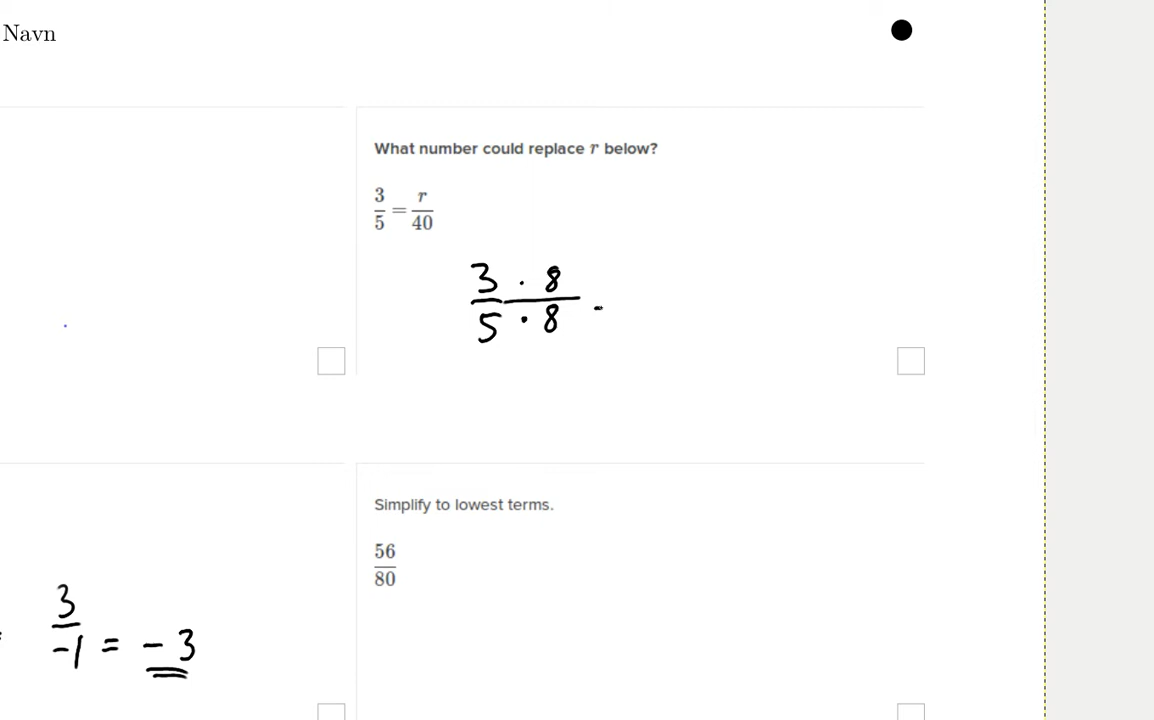 Navn
What number could replace r below?
3/5 = r/40
3 · 8
5 · 8
Simplify to lowest terms.
56/80
3/-1 = -3